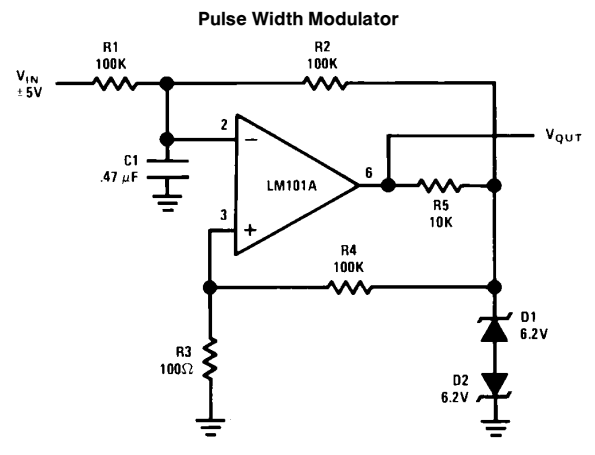 Pulse Width Modulator
R1
100K
R2
100K
VIN
± 5V
2
−
C1
.47 µF
LM101A
6
VOUT
R5
10K
3
+
R4
100K
R3
100Ω
D1
6.2V
D2
6.2V